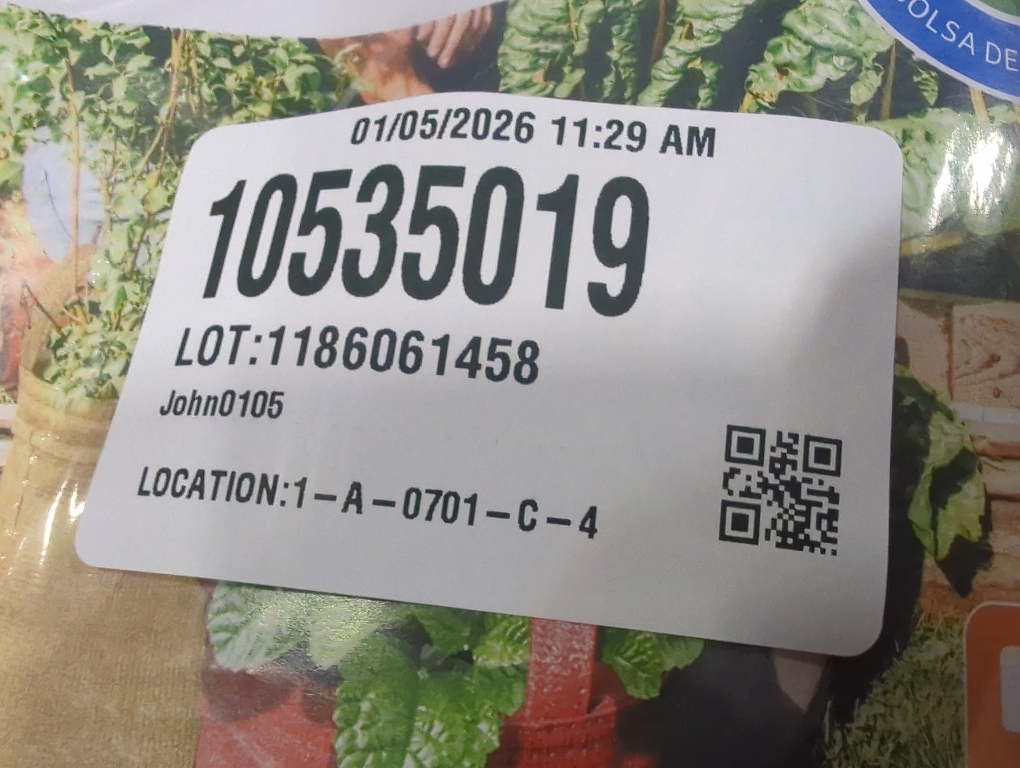 OLSA DE
01/05/2026 11:29 AM
10535019
LOT:1186061458
John0105
LOCATION:1-A-0701-C-4